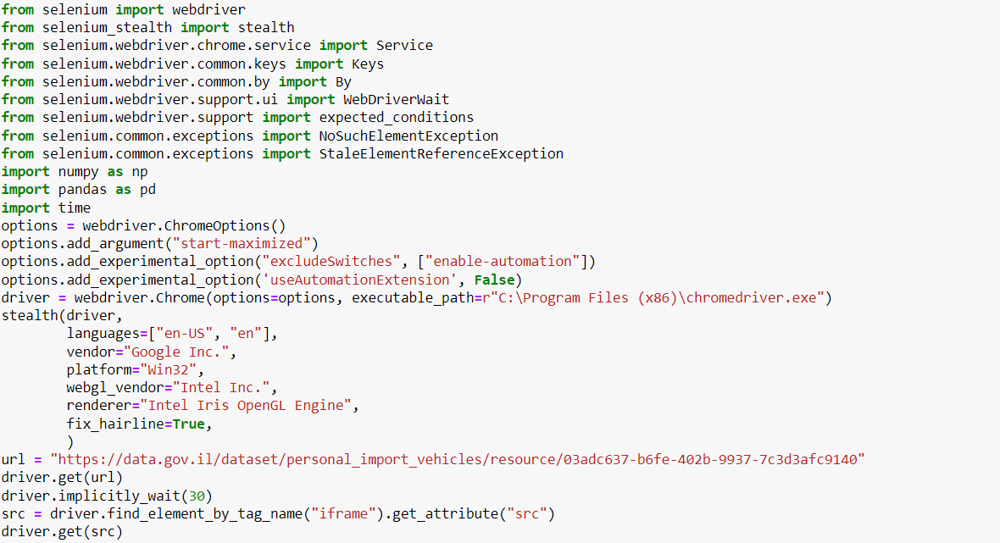 from selenium import webdriver
from selenium_stealth import stealth
from selenium.webdriver.chrome.service import Service
from selenium.webdriver.common.keys import Keys
from selenium.webdriver.common.by import By
from selenium.webdriver.support.ui import WebDriverWait
from selenium.webdriver.support import expected_conditions
from selenium.common.exceptions import NoSuchElementException
from selenium.common.exceptions import StaleElementReferenceException
import numpy as np
import pandas as pd
import time
options = webdriver.ChromeOptions()
options.add_argument("start-maximized")
options.add_experimental_option("excludeSwitches", ["enable-automation"])
options.add_experimental_option('useAutomationExtension', False)
driver = webdriver.Chrome(options=options, executable_path=r"C:\Program Files (x86)\chromedriver.exe")
stealth(driver,
        languages=["en-US", "en"],
        vendor="Google Inc.",
        platform="Win32",
        webgl_vendor="Intel Inc.",
        renderer="Intel Iris OpenGL Engine",
        fix_hairline=True,
        )
url = "https://data.gov.il/dataset/personal_import_vehicles/resource/03adc637-b6fe-402b-9937-7c3d3afc9140"
driver.get(url)
driver.implicitly_wait(30)
src = driver.find_element_by_tag_name("iframe").get_attribute("src")
driver.get(src)